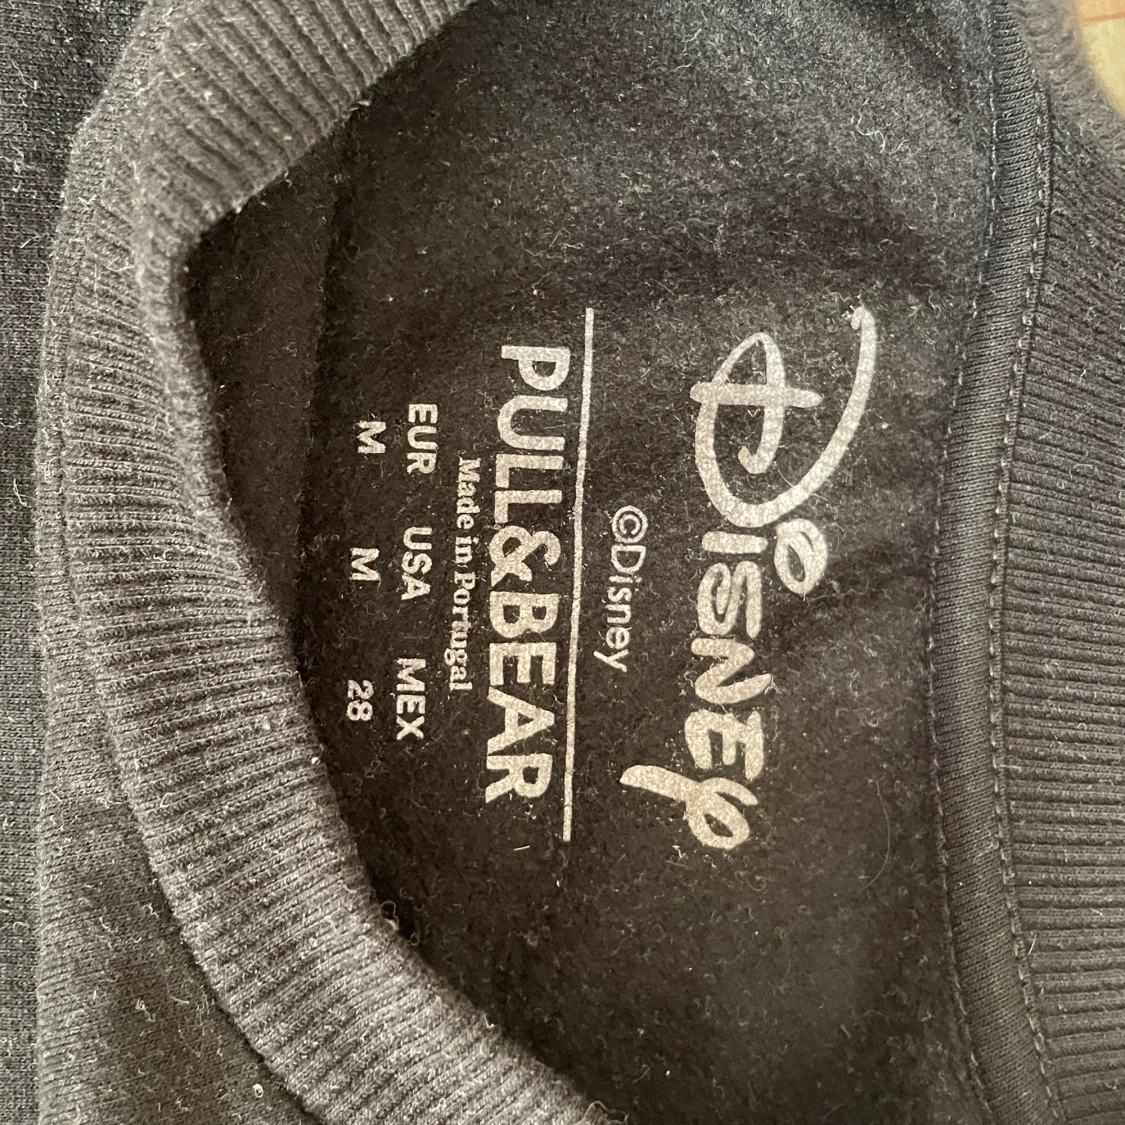 Disney
©Disney
PULL&BEAR
Made in Portugal
EUR USA MEX
M M 28